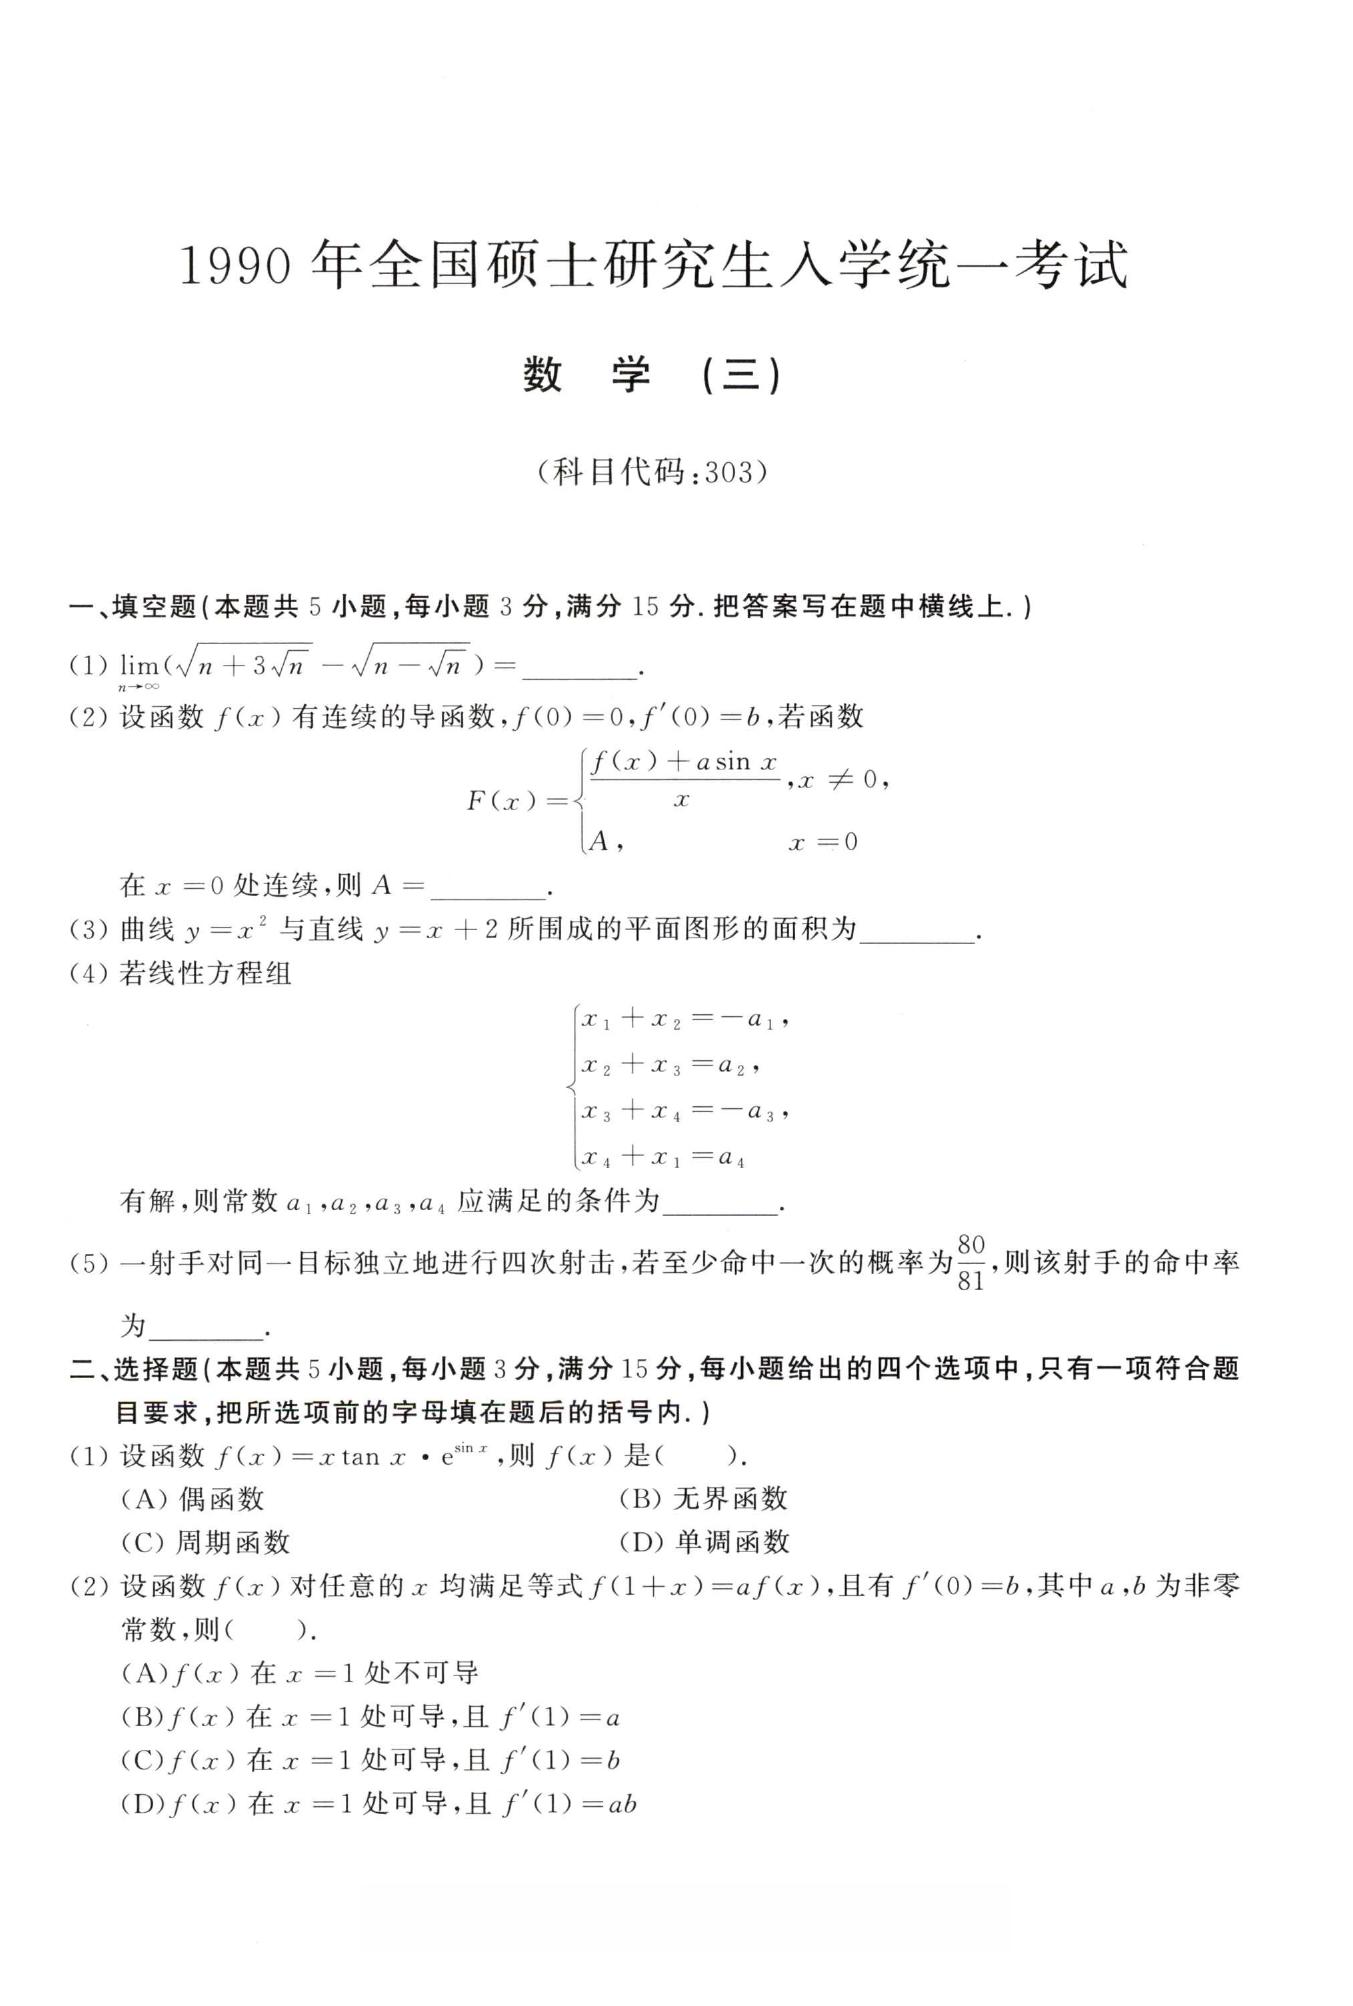 1990 年全国硕士研究生入学统一考试
数 学 (三)
(科目代码:303)
一、填空题(本题共 5 小题,每小题 3 分,满分 15 分. 把答案写在题中横线上. )
(1) $\lim_{n\to\infty}(\sqrt{n+3\sqrt{n}}-\sqrt{n-\sqrt{n}})=$________.
(2) 设函数 f(x) 有连续的导函数,f(0)=0,f′(0)=b,若函数
$F(x)=\begin{cases}\dfrac{f(x)+a\sin x}{x},x\neq 0,\\ A, & x=0\end{cases}$
在 x=0 处连续,则 A=________.
(3) 曲线 y=x² 与直线 y=x+2 所围成的平面图形的面积为________.
(4) 若线性方程组
$\begin{cases}x_1+x_2=-a_1,\\ x_2+x_3=a_2,\\ x_3+x_4=-a_3,\\ x_4+x_1=a_4\end{cases}$
有解,则常数 $a_1,a_2,a_3,a_4$ 应满足的条件为________.
(5) 一射手对同一目标独立地进行四次射击,若至少命中一次的概率为$\frac{80}{81}$,则该射手的命中率
为________.
二、选择题(本题共 5 小题,每小题 3 分,满分 15 分,每小题给出的四个选项中,只有一项符合题
目要求,把所选项前的字母填在题后的括号内. )
(1) 设函数 $f(x)=x\tan x\cdot e^{\sin x}$,则 f(x) 是(  ).
(A) 偶函数 (B) 无界函数
(C) 周期函数 (D) 单调函数
(2) 设函数 f(x) 对任意的 x 均满足等式 f(1+x)=af(x),且有 f′(0)=b,其中 a,b 为非零
常数,则(  ).
(A) f(x) 在 x=1 处不可导
(B) f(x) 在 x=1 处可导,且 f′(1)=a
(C) f(x) 在 x=1 处可导,且 f′(1)=b
(D) f(x) 在 x=1 处可导,且 f′(1)=ab